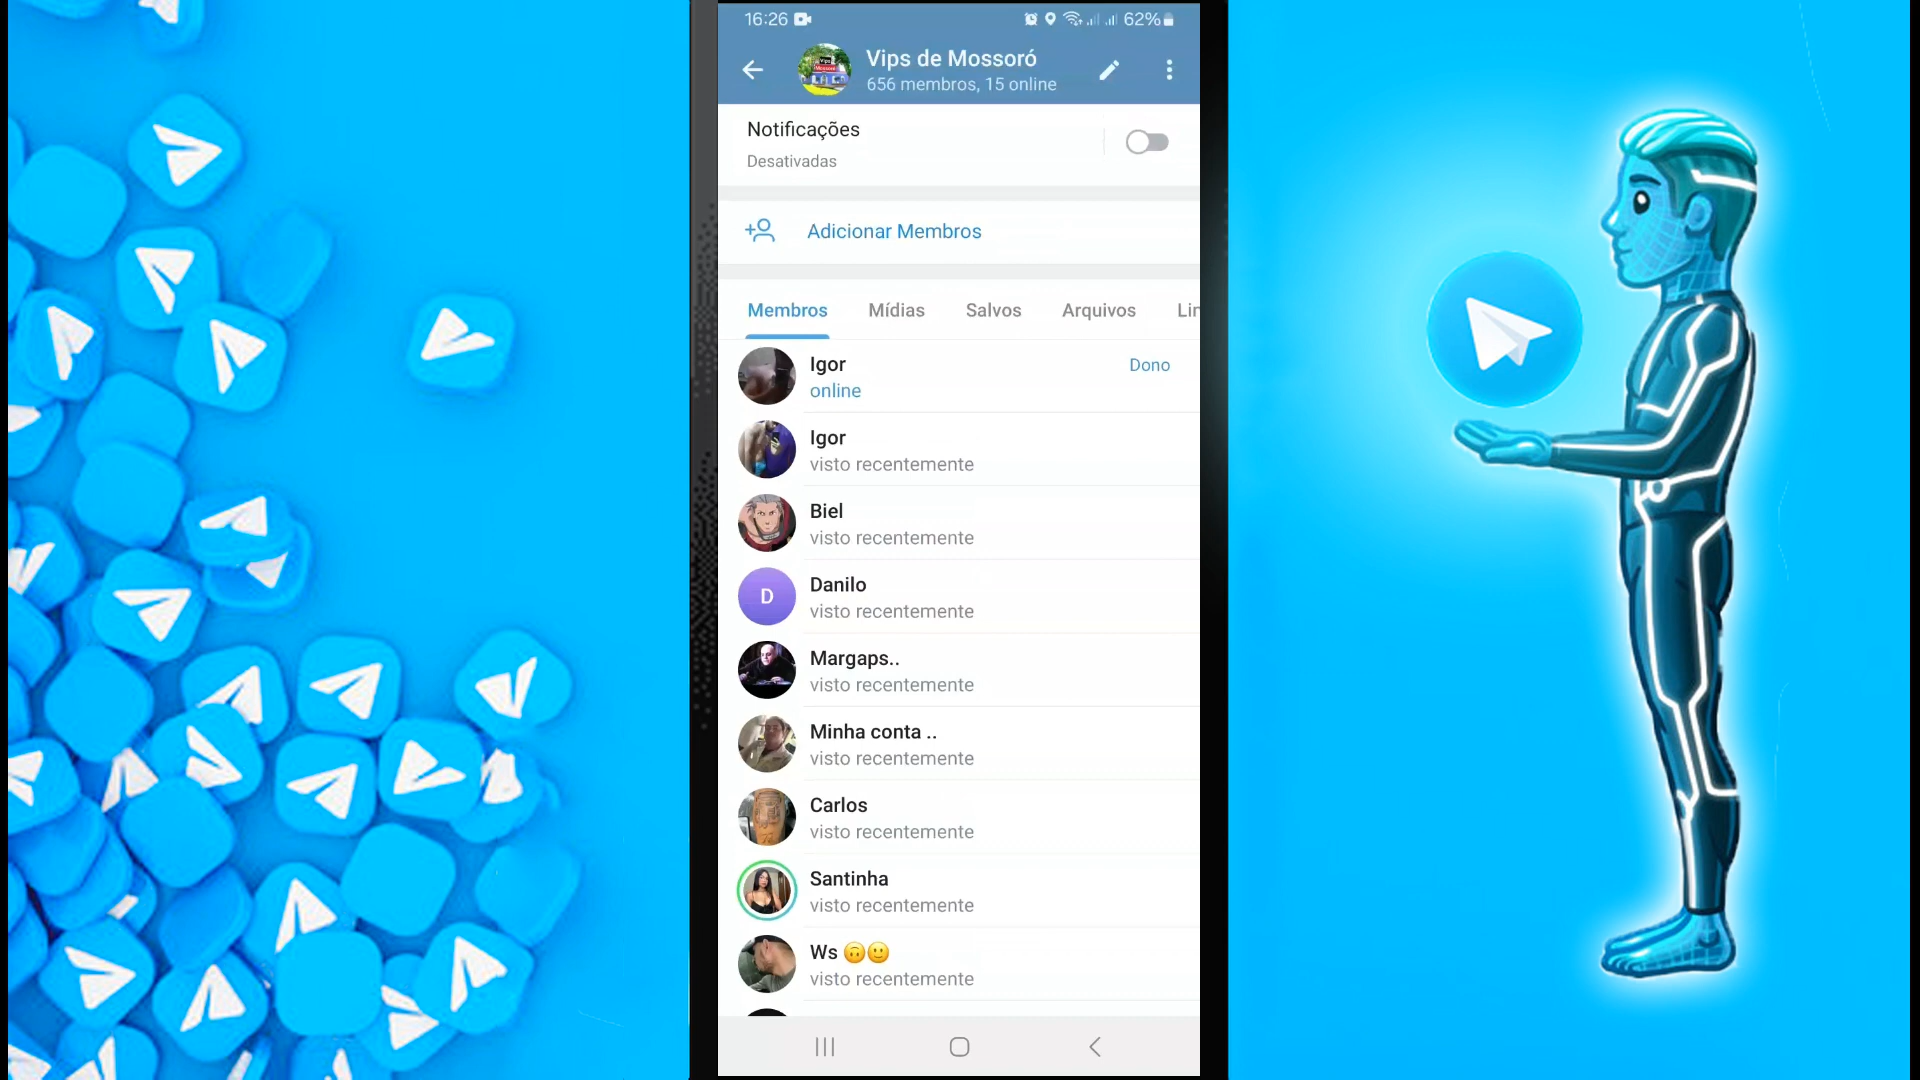 16:26
62%
Vips de Mossoró
656 membros, 15 online
Notificações
Desativadas
Adicionar Membros
Membros Mídias Salvos Arquivos Lin
Igor Dono
online
Igor
visto recentemente
Biel
visto recentemente
D
Danilo
visto recentemente
Margaps..
visto recentemente
Minha conta ..
visto recentemente
Carlos
visto recentemente
Santinha
visto recentemente
Ws 🙃🙂
visto recentemente